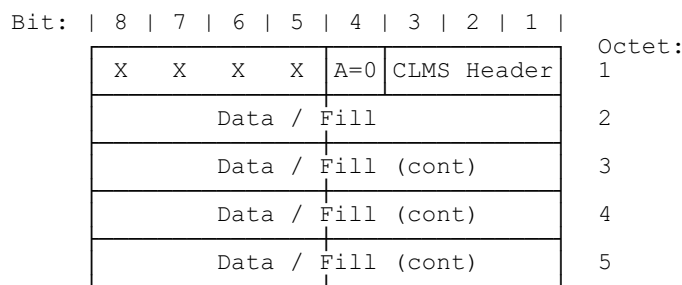 Bit: | 8 | 7 | 6 | 5 | 4 | 3 | 2 | 1 |
Octet:
X X X X A=0 CLMS Header 1
Data / Fill 2
Data / Fill (cont) 3
Data / Fill (cont) 4
Data / Fill (cont) 5